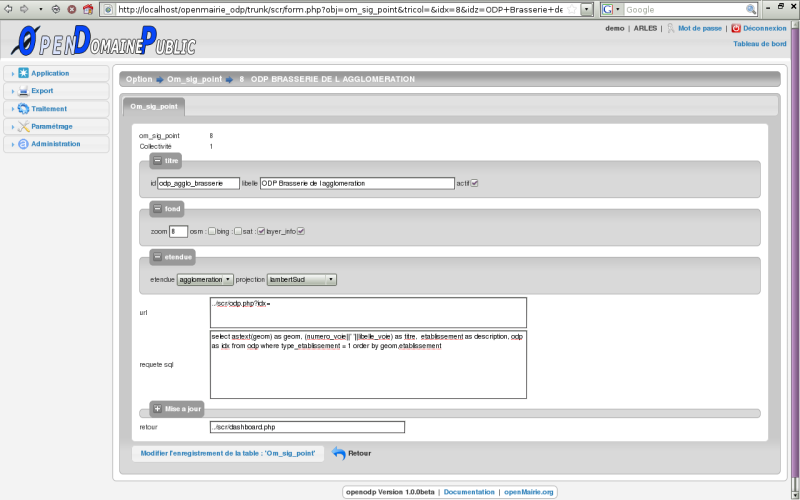 http://localhost/openmairie_odp/trunk/scr/form.php?obj=om_sig_point&tricol=&idx=8&idz=ODP+Brasserie+de
Google
OPENDOMAINEPUBLIC
demo | ARLES | Mot de passe | Déconnexion
Tableau de bord
Application
Export
Traitement
Paramétrage
Administration
Option Om_sig_point 8 ODP BRASSERIE DE L AGGLOMERATION
Om_sig_point
om_sig_point 8
Collectivité 1
titre
id odp_agglo_brasserie libelle ODP Brasserie de l agglomeration actif
fond
zoom 8 osm : bing : sat : layer_info
etendue
etendue agglomeration projection lambertSud
url ../scr/odp.php?idx=
requete sql
select astext(geom) as geom, (numero_voie||' '||libelle_voie) as titre, etablissement as description, odp
as idx from odp where type_etablissement = 1 order by geom,etablissement
Mise a jour
retour ../scr/dashboard.php
Modifier l'enregistrement de la table : 'Om_sig_point' Retour
openodp Version 1.0.0beta | Documentation | openMairie.org